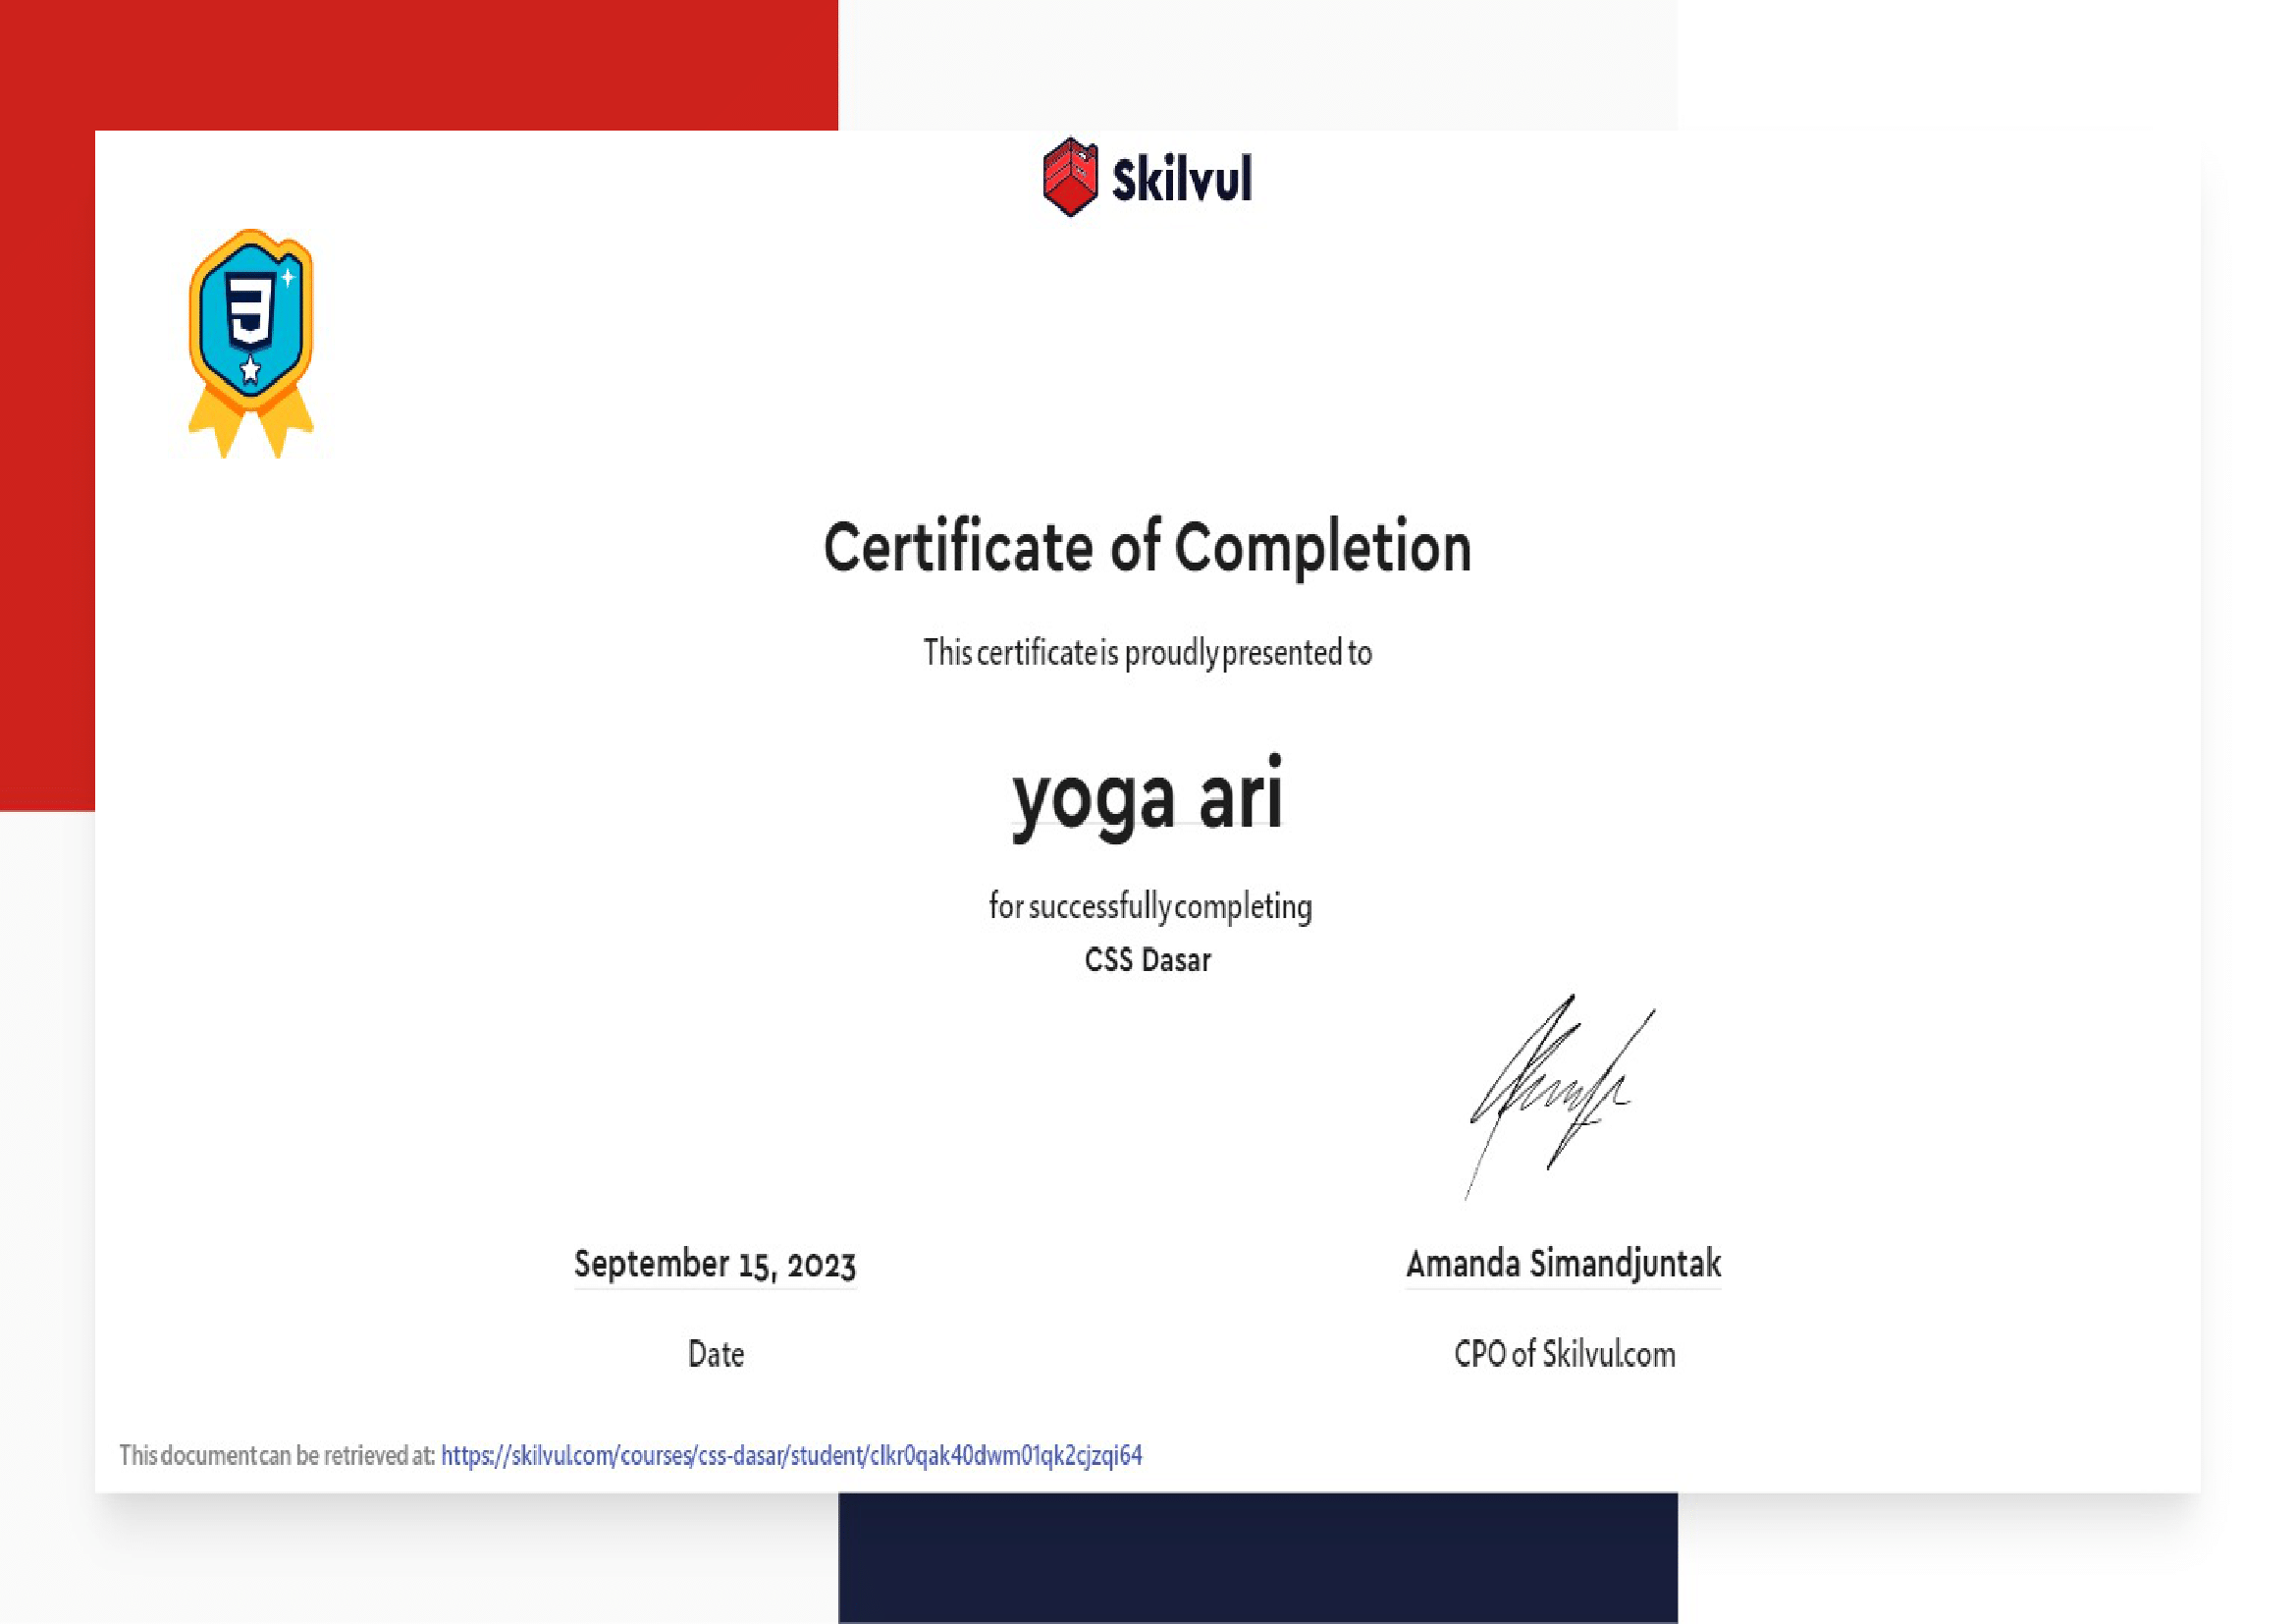 Skilvul
Certificate of Completion
This certificate is proudly presented to
yoga ari
for successfully completing
CSS Dasar
September 15, 2023
Amanda Simandjuntak
Date
CPO of Skilvul.com
This document can be retrieved at: https://skilvul.com/courses/css-dasar/student/clkr0qak40dwm01qk2cjzqi64